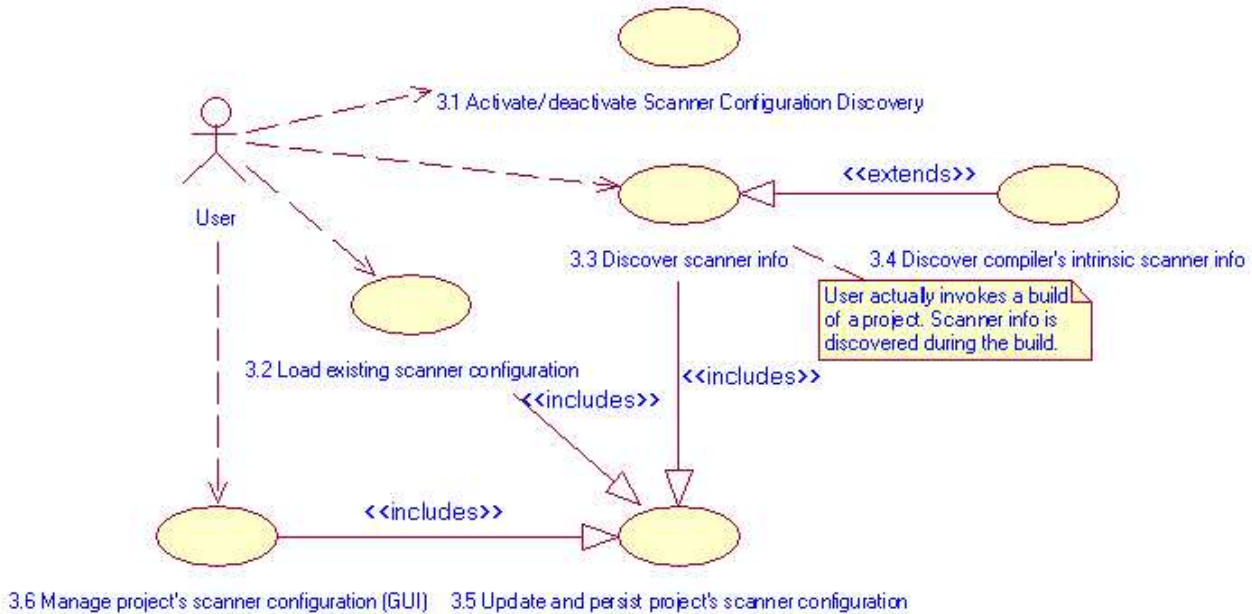 3.1 Activate/deactivate Scanner Configuration Discovery
<<extends>>
User
3.3 Discover scanner info
3.4 Discover compiler's intrinsic scanner info
User actually invokes a build
of a project. Scanner info is
discovered during the build.
3.2 Load existing scanner configuration
<<includes>>
<<includes>>
<<includes>>
3.6 Manage project's scanner configuration (GUI)
3.5 Update and persist project's scanner configuration